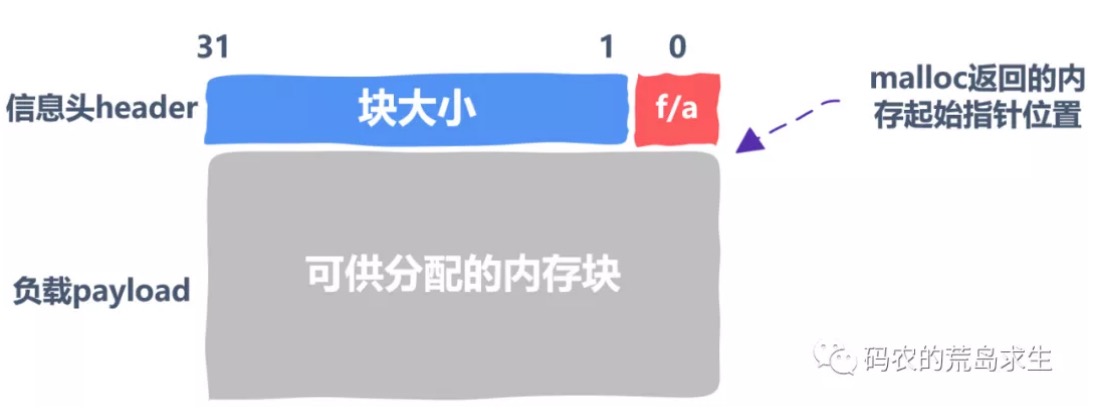 31 1 0
信息头header 块大小 f/a
malloc返回的内
存起始指针位置
可供分配的内存块
负载payload
码农的荒岛求生